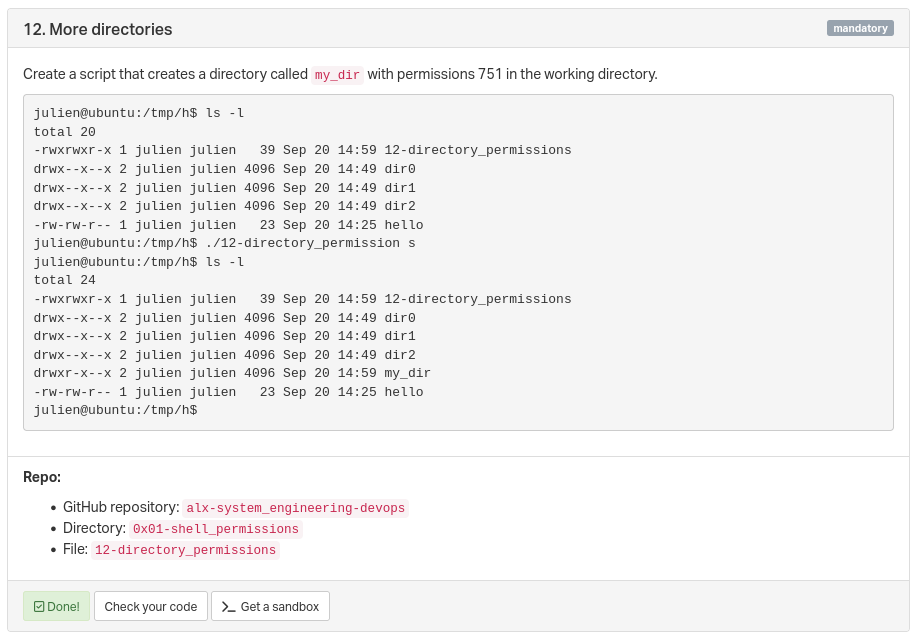 12. More directories
mandatory
Create a script that creates a directory called my_dir with permissions 751 in the working directory.
julien@ubuntu:/tmp/h$ ls -l
total 20
-rwxrwxr-x 1 julien julien   39 Sep 20 14:59 12-directory_permissions
drwx--x--x 2 julien julien 4096 Sep 20 14:49 dir0
drwx--x--x 2 julien julien 4096 Sep 20 14:49 dir1
drwx--x--x 2 julien julien 4096 Sep 20 14:49 dir2
-rw-rw-r-- 1 julien julien   23 Sep 20 14:25 hello
julien@ubuntu:/tmp/h$ ./12-directory_permission s
julien@ubuntu:/tmp/h$ ls -l
total 24
-rwxrwxr-x 1 julien julien   39 Sep 20 14:59 12-directory_permissions
drwx--x--x 2 julien julien 4096 Sep 20 14:49 dir0
drwx--x--x 2 julien julien 4096 Sep 20 14:49 dir1
drwx--x--x 2 julien julien 4096 Sep 20 14:49 dir2
drwxr-x--x 2 julien julien 4096 Sep 20 14:59 my_dir
-rw-rw-r-- 1 julien julien   23 Sep 20 14:25 hello
julien@ubuntu:/tmp/h$
Repo:
• GitHub repository: alx-system_engineering-devops
• Directory: 0x01-shell_permissions
• File: 12-directory_permissions
Done!
Check your code
>_ Get a sandbox